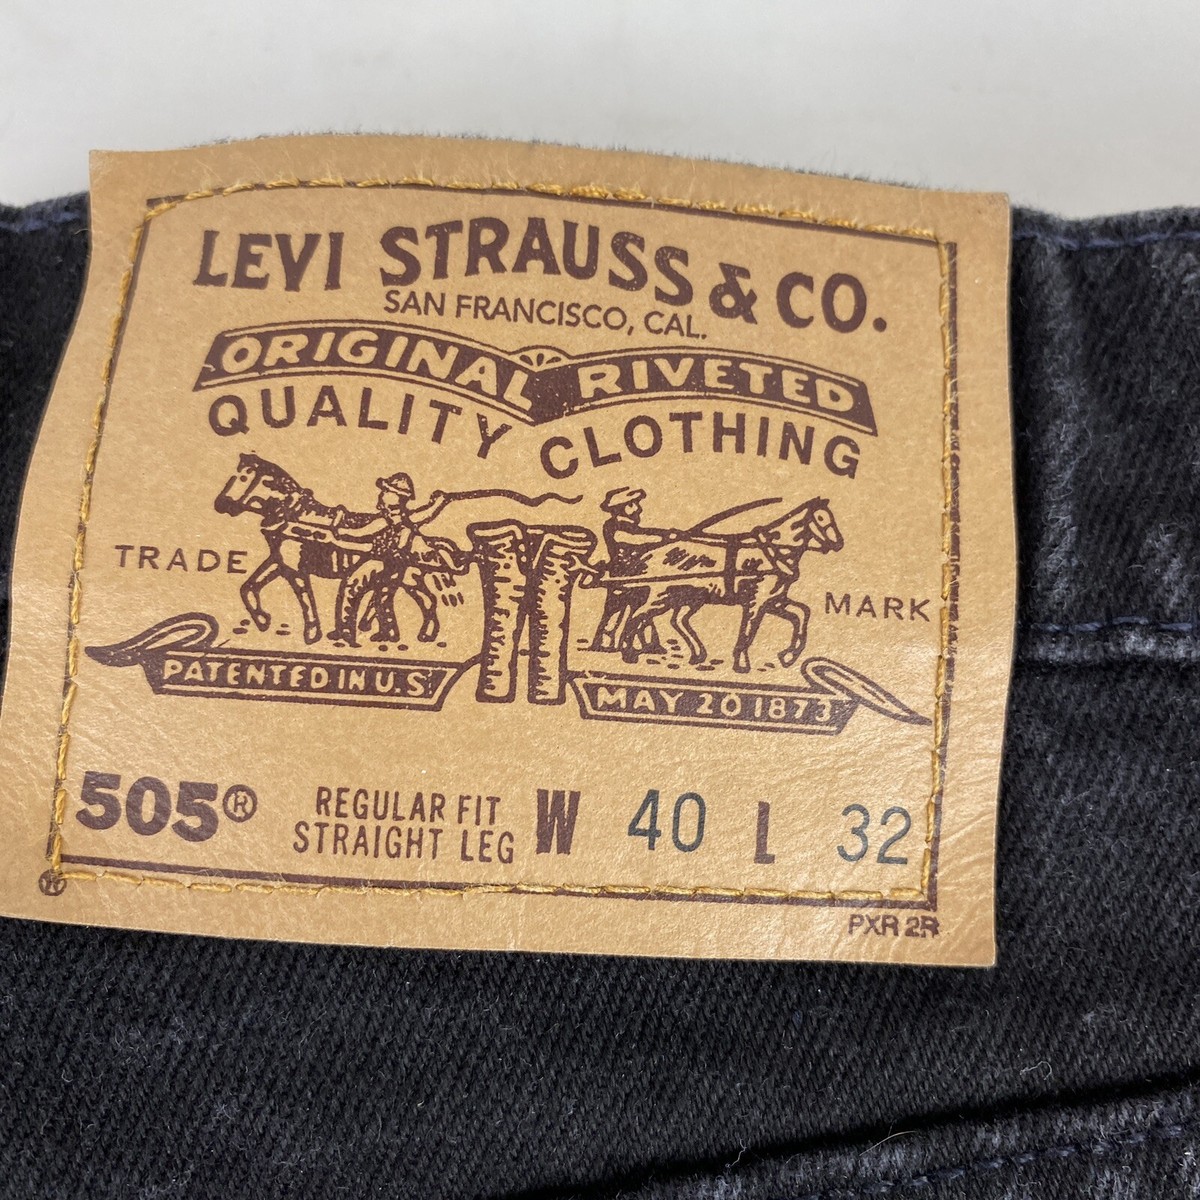 LEVI STRAUSS & CO.
SAN FRANCISCO, CAL.
ORIGINAL RIVETED
QUALITY CLOTHING
TRADE MARK
PATENTED IN U.S. MAY 20 1873
505® REGULAR FIT
STRAIGHT LEG W 40 L 32
®
PXR 2R